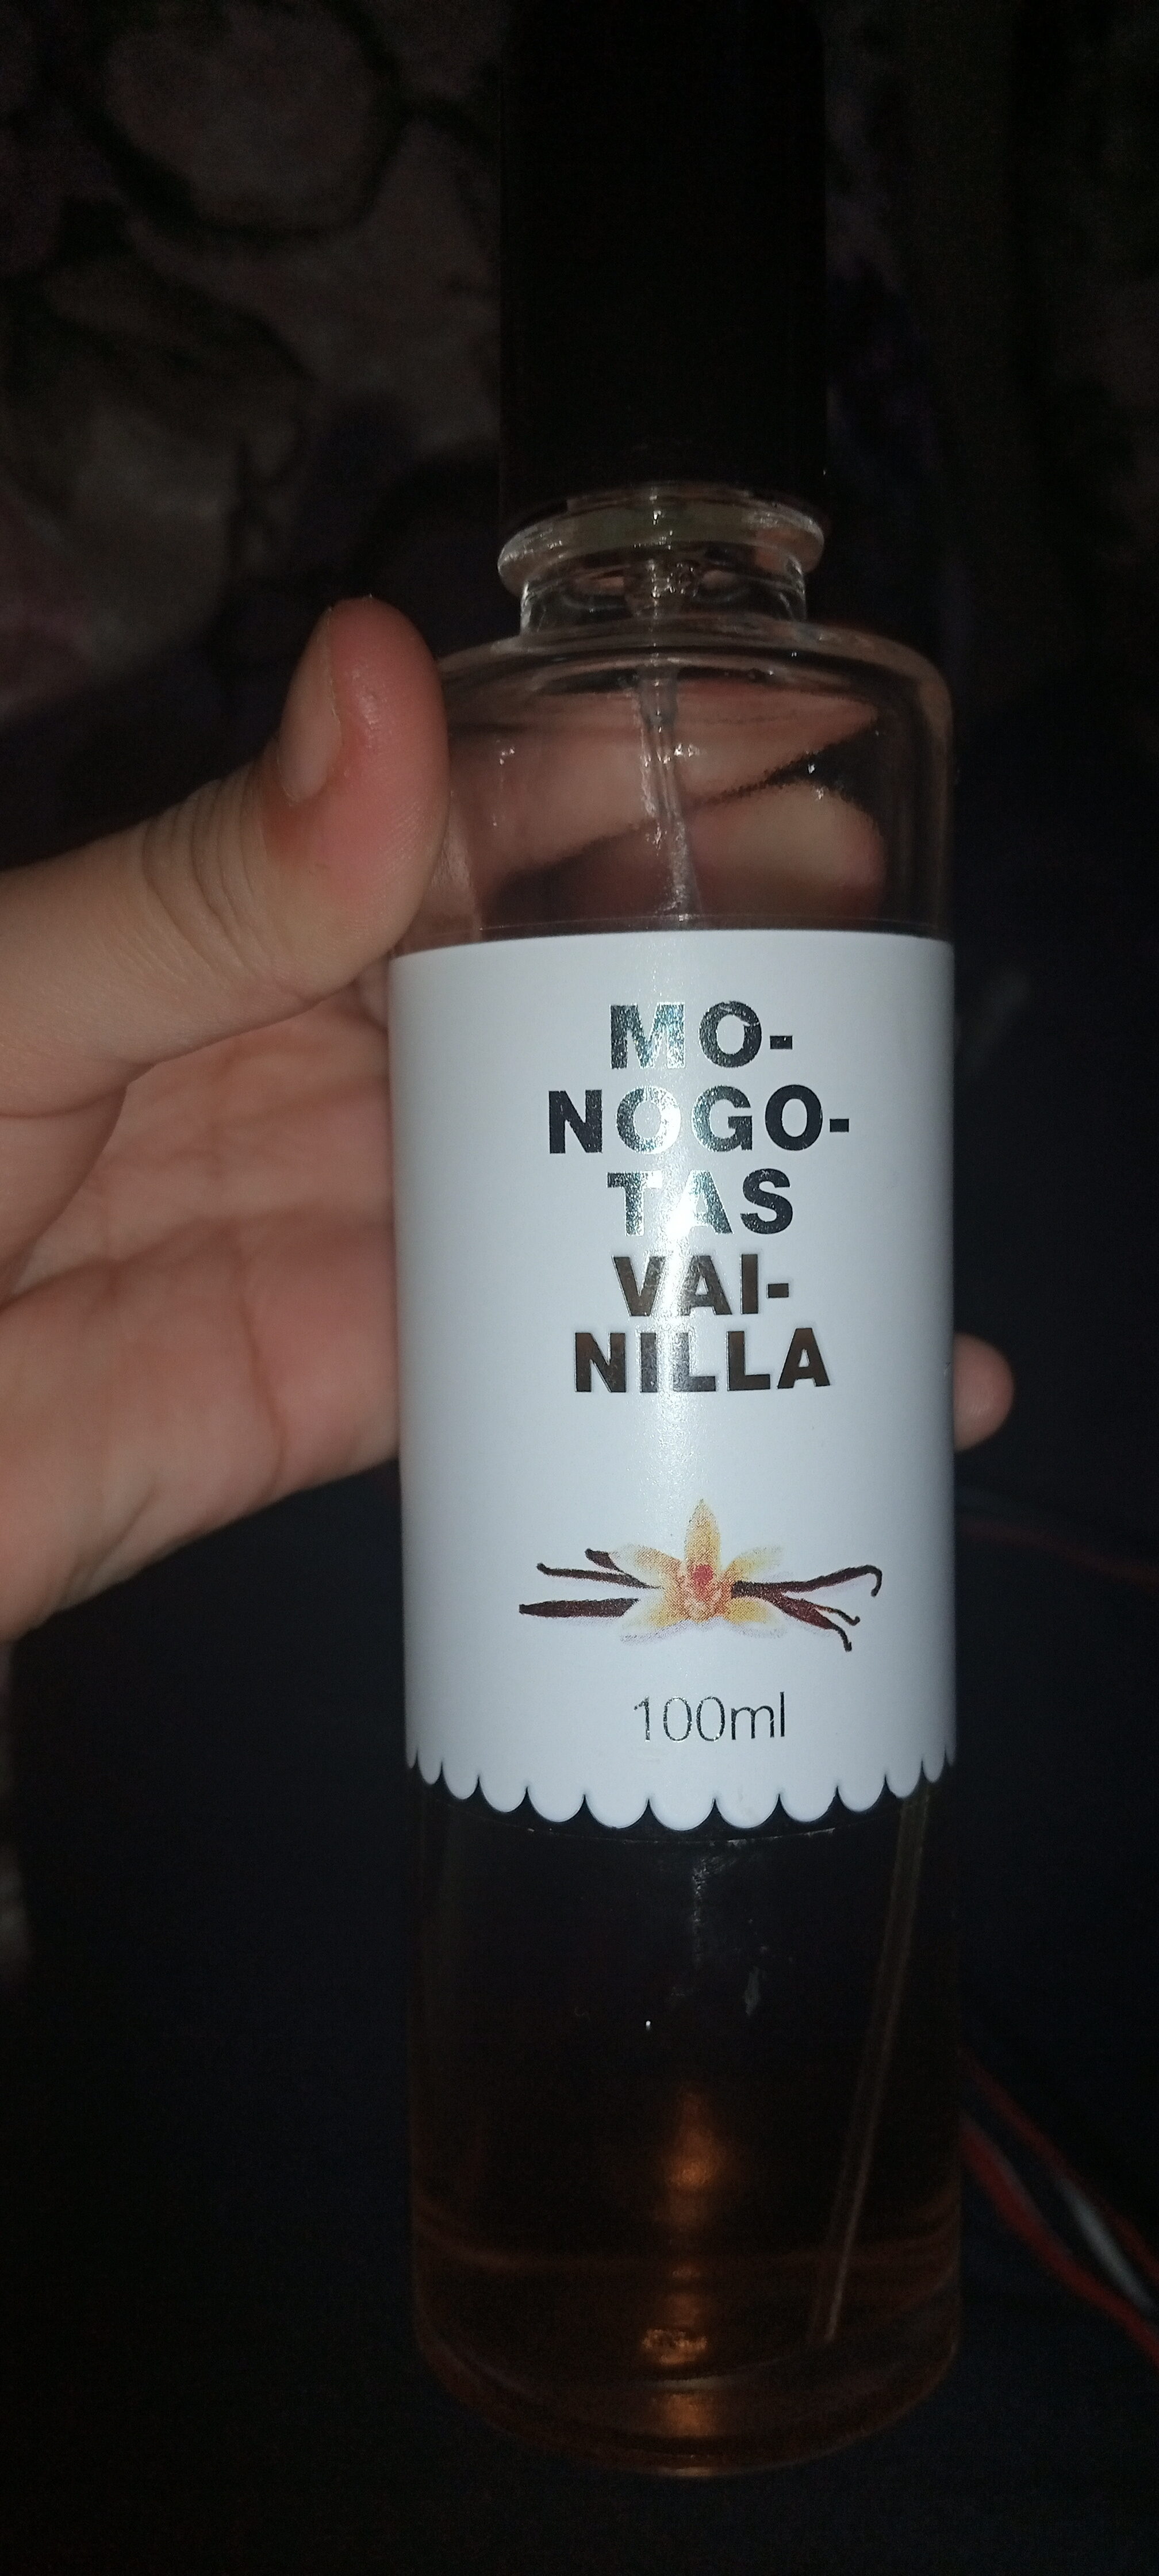 MO-
NOGO-
TAS
VAI-
NILLA
100ml